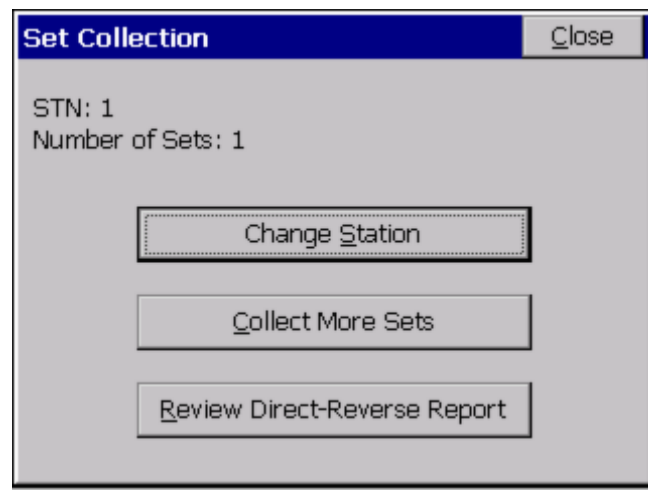 Set Collection Close
STN: 1
Number of Sets: 1
Change Station
Collect More Sets
Review Direct-Reverse Report